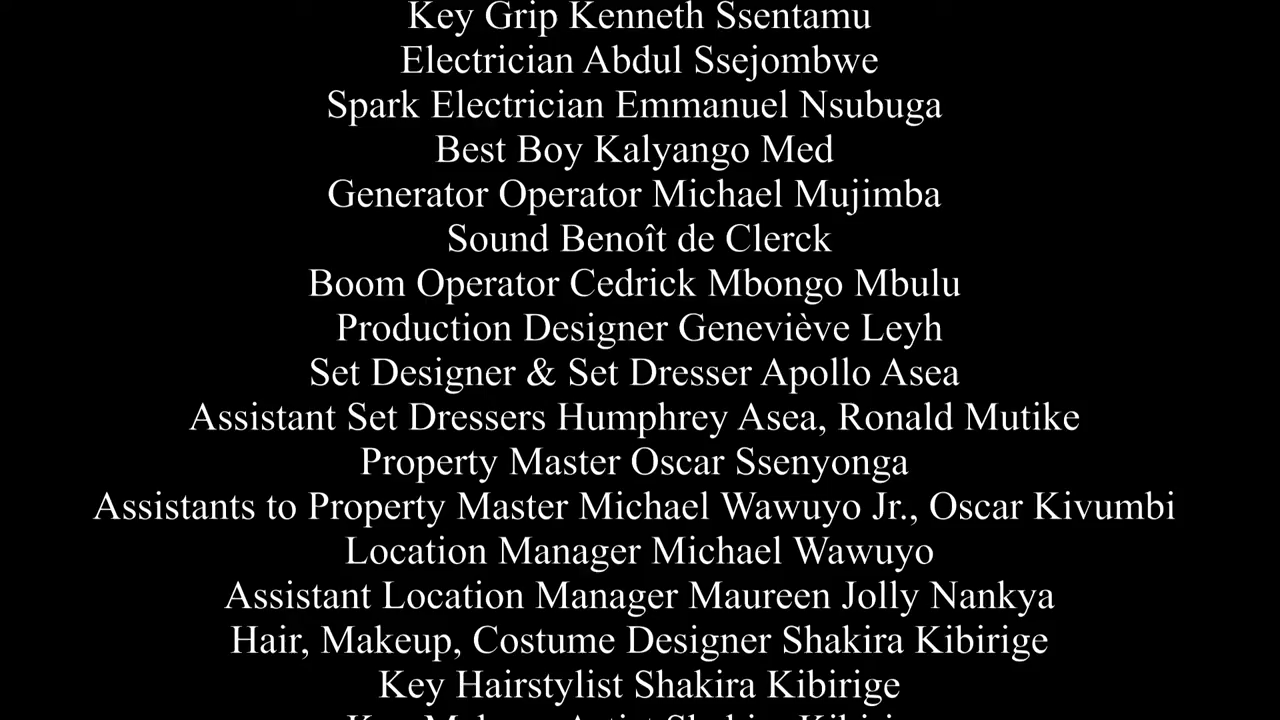 Key Grip Kenneth Ssentamu
Electrician Abdul Ssejombwe
Spark Electrician Emmanuel Nsubuga
Best Boy Kalyango Med
Generator Operator Michael Mujimba
Sound Benoît de Clerck
Boom Operator Cedrick Mbongo Mbulu
Production Designer Geneviève Leyh
Set Designer & Set Dresser Apollo Asea
Assistant Set Dressers Humphrey Asea, Ronald Mutike
Property Master Oscar Ssenyonga
Assistants to Property Master Michael Wawuyo Jr., Oscar Kivumbi
Location Manager Michael Wawuyo
Assistant Location Manager Maureen Jolly Nankya
Hair, Makeup, Costume Designer Shakira Kibirige
Key Hairstylist Shakira Kibirige